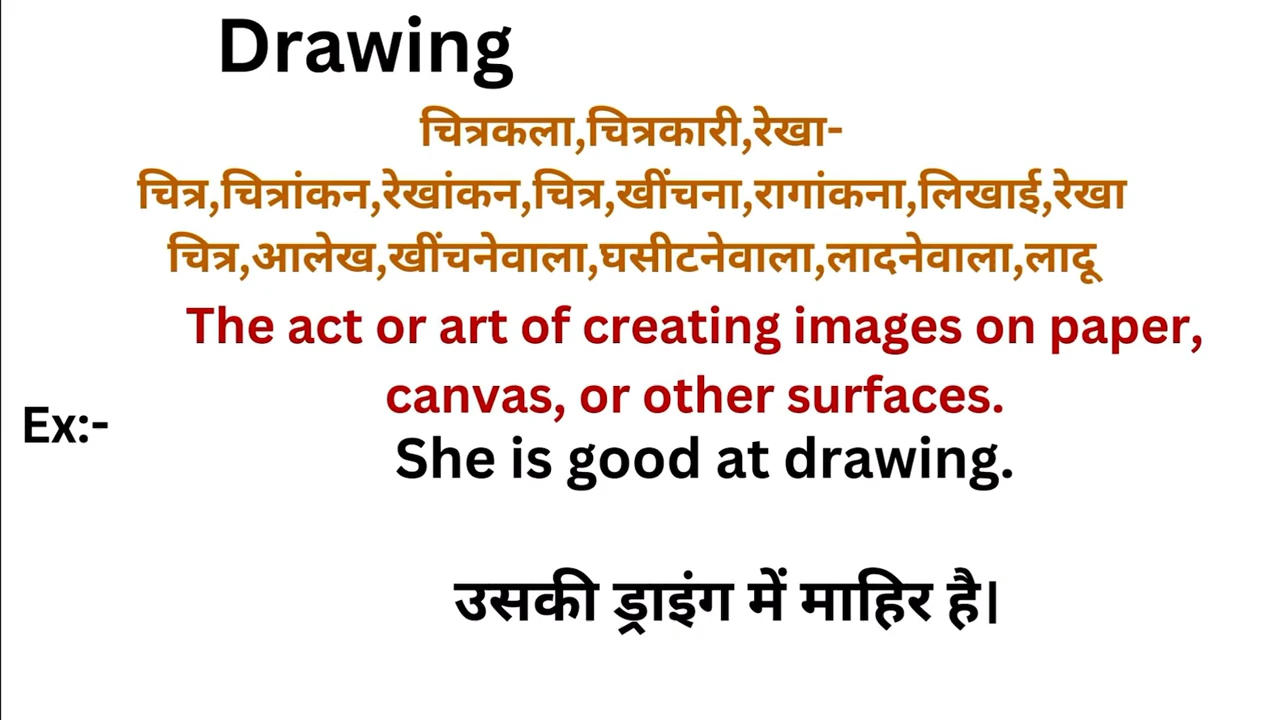 Drawing
चित्रकला,चित्रकारी,रेखा-
चित्र,चित्रांकन,रेखांकन,चित्र,खींचना,रागांकना,लिखाई,रेखा
चित्र,आलेख,खींचनेवाला,घसीटनेवाला,लादनेवाला,लादू
The act or art of creating images on paper,
canvas, or other surfaces.
Ex:-
She is good at drawing.
उसकी ड्राइंग में माहिर है।